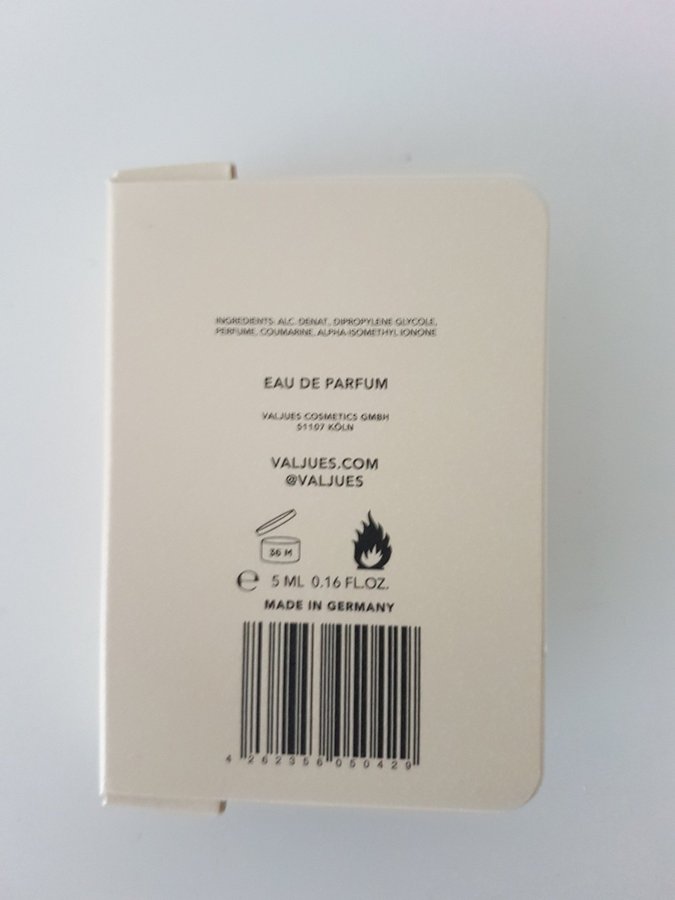 INGREDIENTS: ALC. DENAT., DIPROPYLENE GLYCOLE,
PERFUME, COUMARINE, ALPHA-ISOMETHYL IONONE
EAU DE PARFUM
VALJUES COSMETICS GMBH
51107 KÖLN
VALJUES.COM
@VALJUES
36 M
℮ 5 ML 0.16 FL.OZ.
MADE IN GERMANY
4 262356 050429